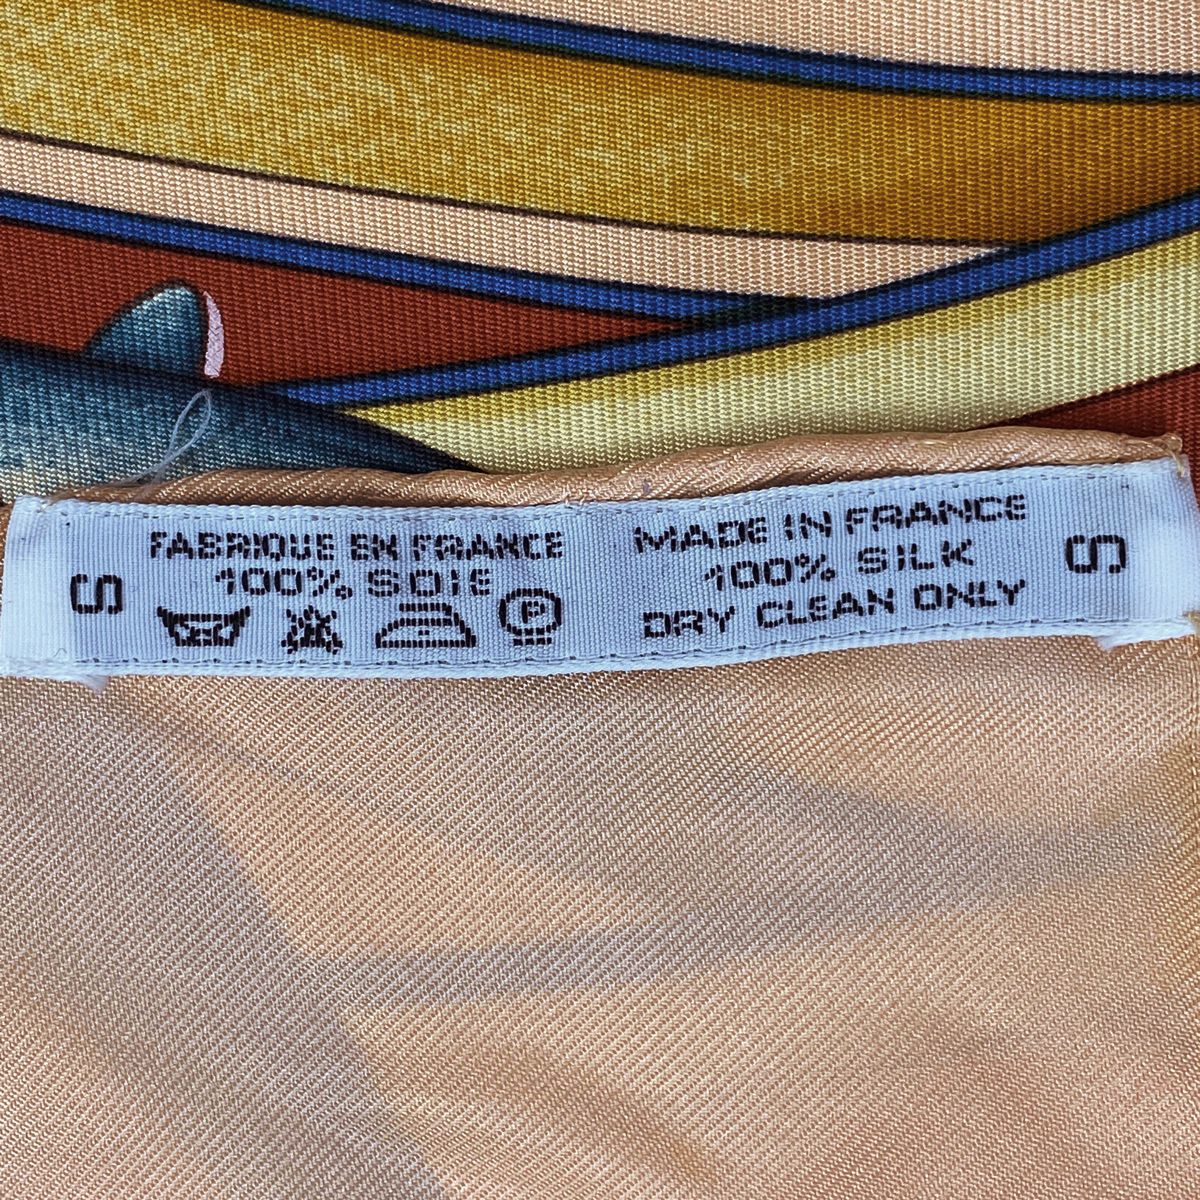 S
FABRIQUE EN FRANCE
100% SOIE
P
MADE IN FRANCE
100% SILK
DRY CLEAN ONLY
S